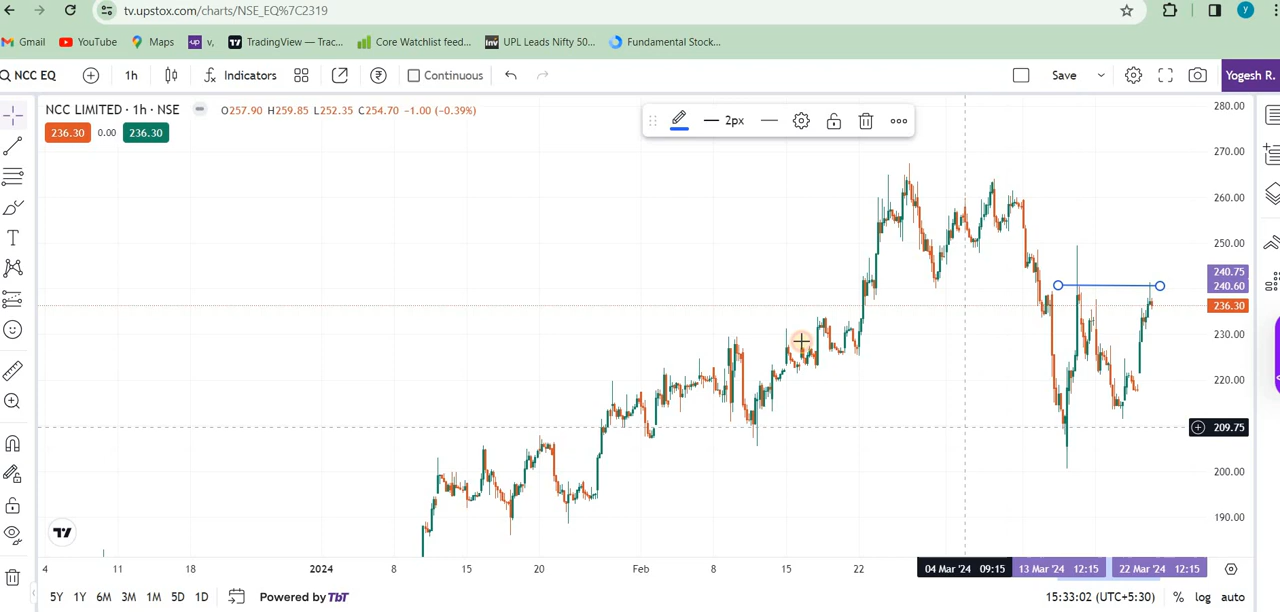 tv.upstox.com/charts/NSE_EQ%7C2319
y
Gmail YouTube Maps up v, TradingView — Trac... Core Watchlist feed... Inv UPL Leads Nifty 50... Fundamental Stock...
NCC EQ 1h Indicators Continuous Save Yogesh R.
NCC LIMITED · 1h · NSE O257.90 H259.85 L252.35 C254.70 −1.00 (−0.39%)
236.30 0.00 236.30
2px
280.00
270.00
260.00
250.00
240.75
240.60
236.30
230.00
220.00
209.75
200.00
190.00
4 11 18 2024 8 15 20 Feb 8 15 22 04 Mar '24 09:15 13 Mar '24 12:15 22 Mar '24 12:15
5Y 1Y 6M 3M 1M 5D 1D Powered by TbT 15:33:02 (UTC+5:30) % log auto